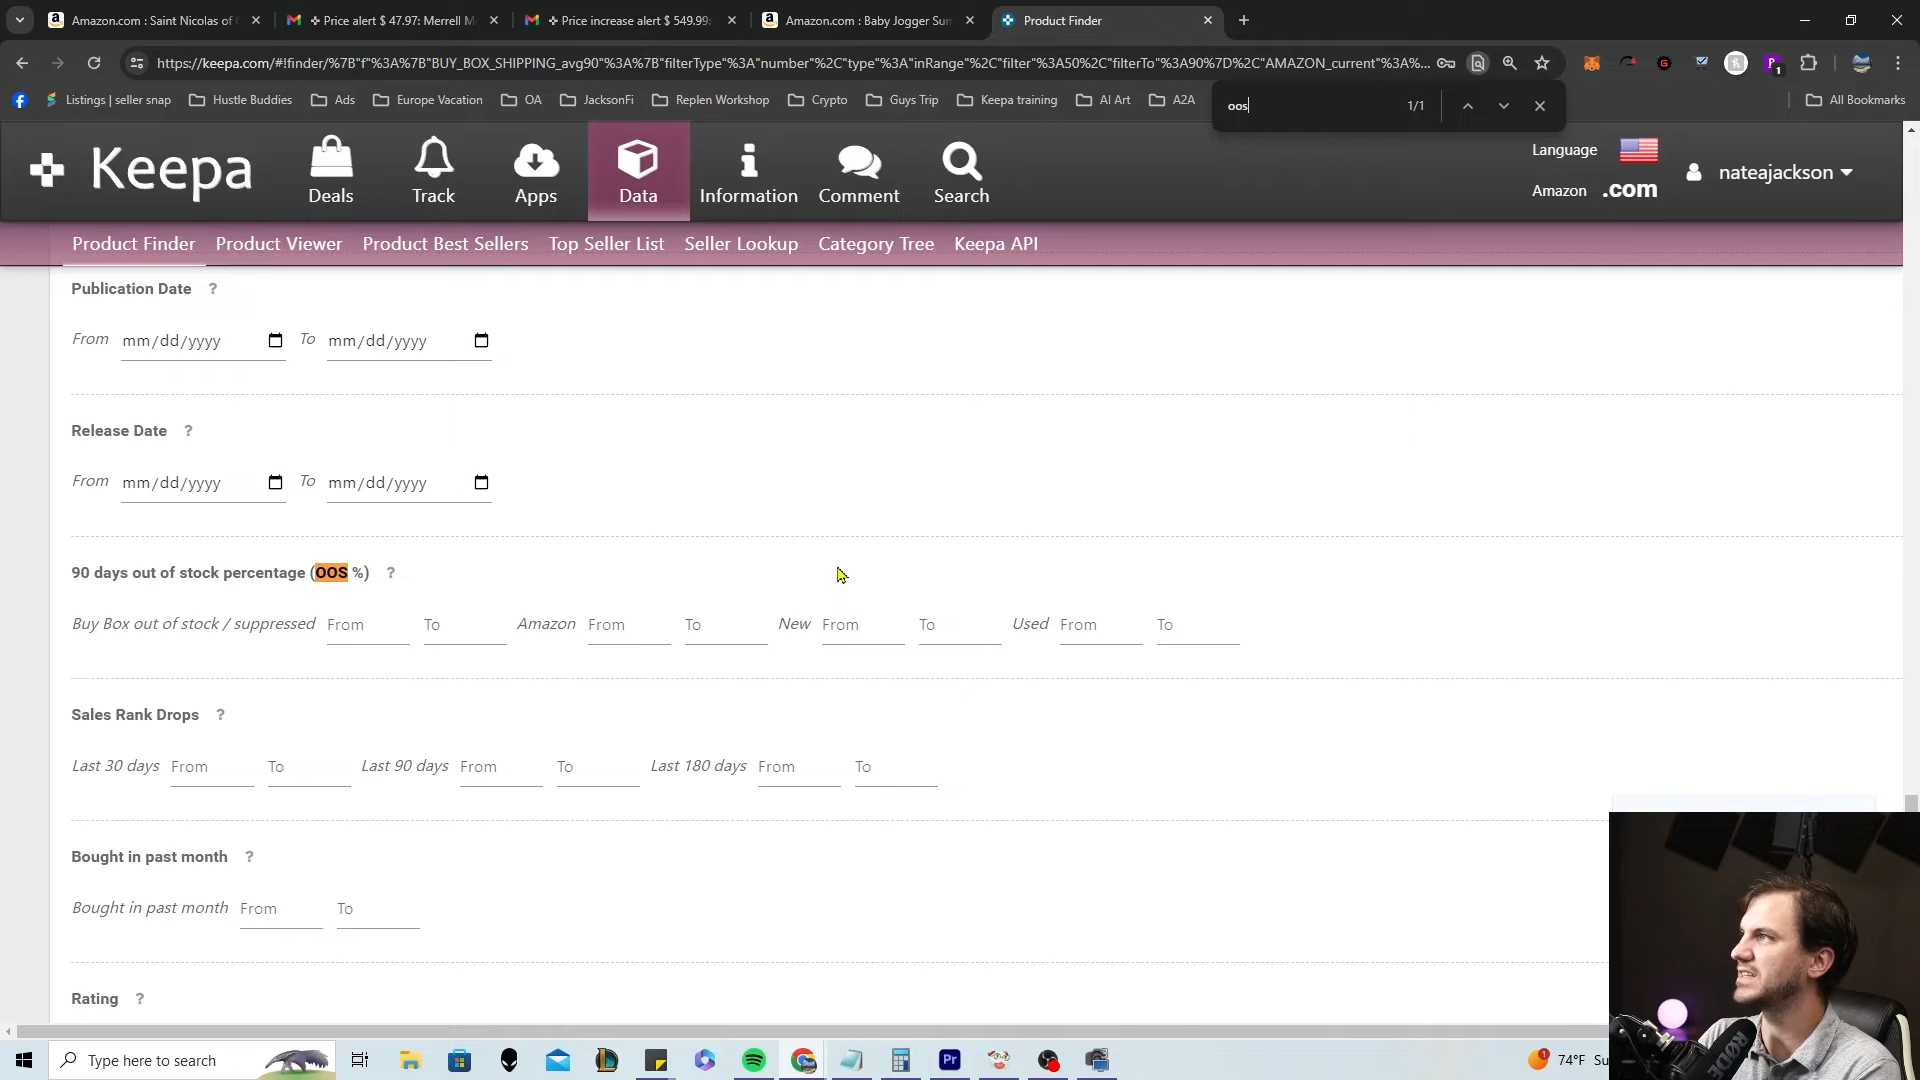 Amazon.com : Saint Nicolas of
Price alert $ 47.97: Merrell M
Price increase alert $ 549.99:
Amazon.com : Baby Jogger Sum
Product Finder
https://keepa.com/#!finder/%7B"f"%3A%7B"BUY_BOX_SHIPPING_avg90"%3A%7B"filterType"%3A"number"%2C"type"%3A"inRange"%2C"filter"%3A50%2C"filterTo"%3A90%7D%2C"AMAZON_current"%3A%...
Listings | seller snap
Hustle Buddies
Ads
Europe Vacation
OA
JacksonFi
Replen Workshop
Crypto
Guys Trip
Keepa training
AI Art
A2A
All Bookmarks
oos
1/1
Keepa
Deals
Track
Apps
Data
Information
Comment
Search
Language
Amazon .com
nateajackson
Product Finder Product Viewer Product Best Sellers Top Seller List Seller Lookup Category Tree Keepa API
Publication Date ?
From mm/dd/yyyy To mm/dd/yyyy
Release Date ?
From mm/dd/yyyy To mm/dd/yyyy
90 days out of stock percentage (OOS %) ?
Buy Box out of stock / suppressed From To Amazon From To New From To Used From To
Sales Rank Drops ?
Last 30 days From To Last 90 days From To Last 180 days From To
Bought in past month ?
Bought in past month From To
Rating ?
RØDE
Type here to search
Pr
1
74°F Su